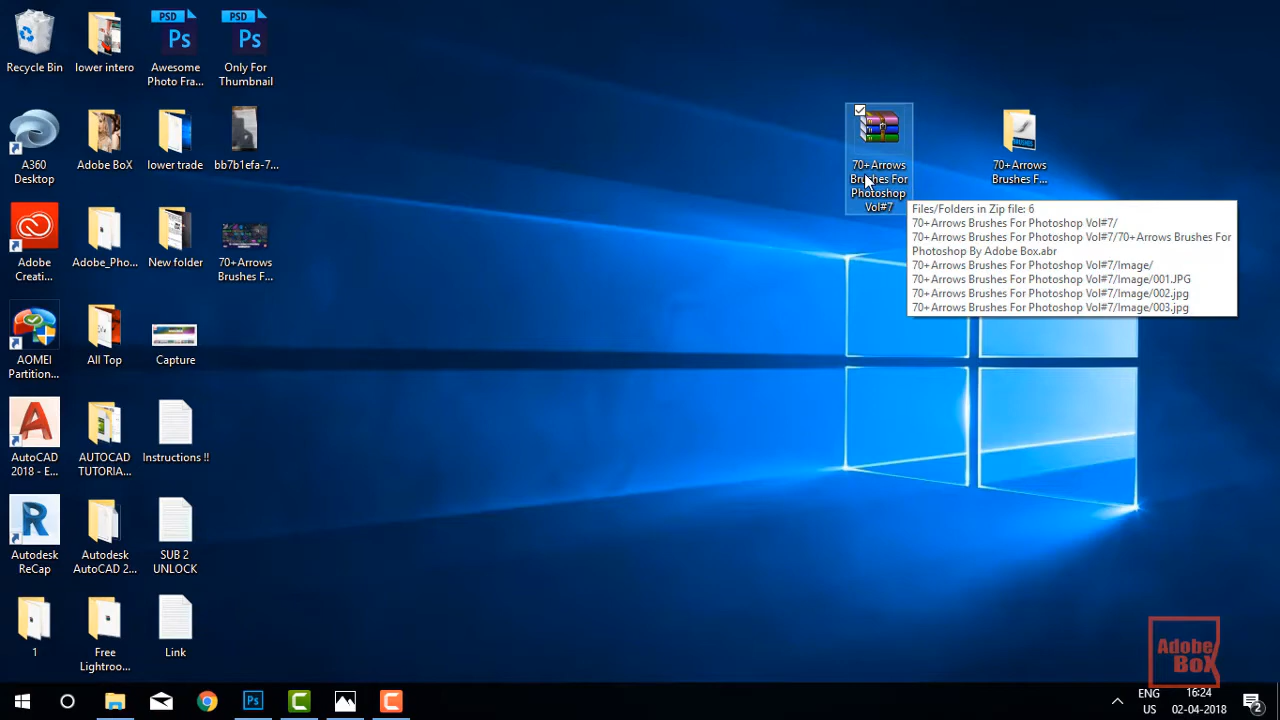 Recycle Bin
lower intero
PSD
Ps
Awesome
Photo Fra...
PSD
Ps
Only For
Thumbnail
A360
Desktop
Adobe BoX
lower trade
bb7b1efa-7...
70+Arrows
Brushes For
Photoshop
Vol#7
BRUSHES
70+Arrows
Brushes F...
Files/Folders in Zip file: 6
70+Arrows Brushes For Photoshop Vol#7/
70+Arrows Brushes For Photoshop Vol#7/70+Arrows Brushes For
Photoshop By Adobe Box.abr
70+Arrows Brushes For Photoshop Vol#7/Image/
70+Arrows Brushes For Photoshop Vol#7/Image/001.JPG
70+Arrows Brushes For Photoshop Vol#7/Image/002.jpg
70+Arrows Brushes For Photoshop Vol#7/Image/003.jpg
Adobe
Creati...
Adobe_Pho...
New folder
70+Arrows
Brushes F...
AOMEI
Partition...
All Top
Capture
AutoCAD
2018 - E...
AUTOCAD
TUTORIA...
Instructions !!
Autodesk
ReCap
Autodesk
AutoCAD 2...
SUB 2
UNLOCK
1
Free
Lightroo...
Link
Adobe
BoX
Ps
ENG
US
16:24
02-04-2018
2